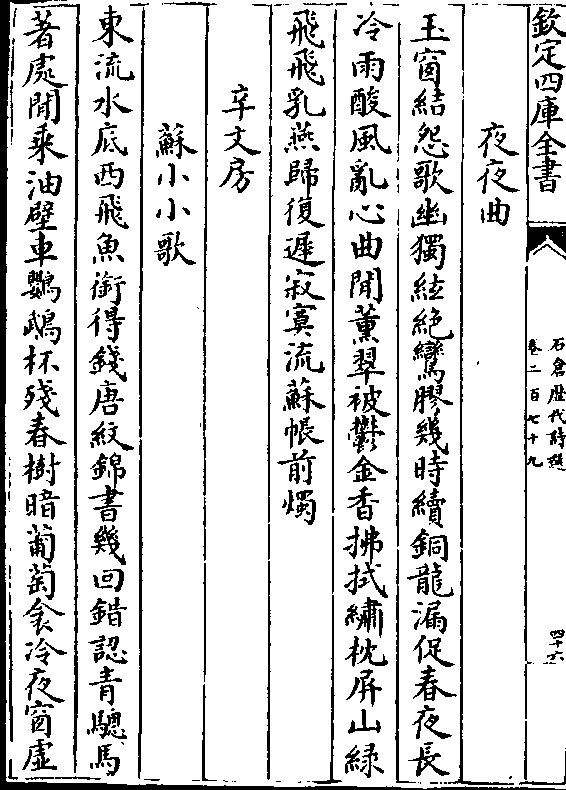 欽定四庫全書
石倉歷代詩選
卷二百七十九
四十六
夜夜曲
玉窗結怨歌幽獨絃絶鸞膠幾時續銅龍漏促春夜長
冷雨酸風亂心曲閒薰翠被鬱金香拂拭繡枕屏山緑
飛飛乳燕歸復遲寂寞流蘇帳前燭
辛文房
蘇小小歌
東流水底西飛魚銜得錢唐紋錦書幾回錯認青驄馬
著處聞乗油壁車鸚鵡杯殘春樹暗葡萄衾冷夜窗虛